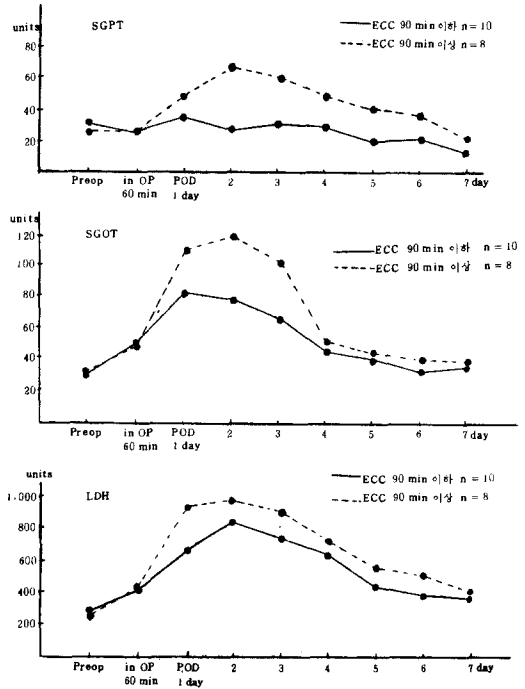 units
SGPT
ECC 90 min 이하 n = 10
ECC 90 min 이상 n = 8
80
60
40
20
Preop in OP POD 2 3 4 5 6 7 day
60 min 1 day
units
SGOT
120
ECC 90 min 이하 n = 10
ECC 90 min 이상 n = 8
100
80
60
40
20
Preop in OP POD 2 3 4 5 6 7 day
60 min 1 day
units
ECC 90 min 이하 n = 10
1,000
LDH
ECC 90 min 이상 n = 8
800
600
400
200
Preop in OP POD 2 3 4 5 6 7 day
60 min 1 day